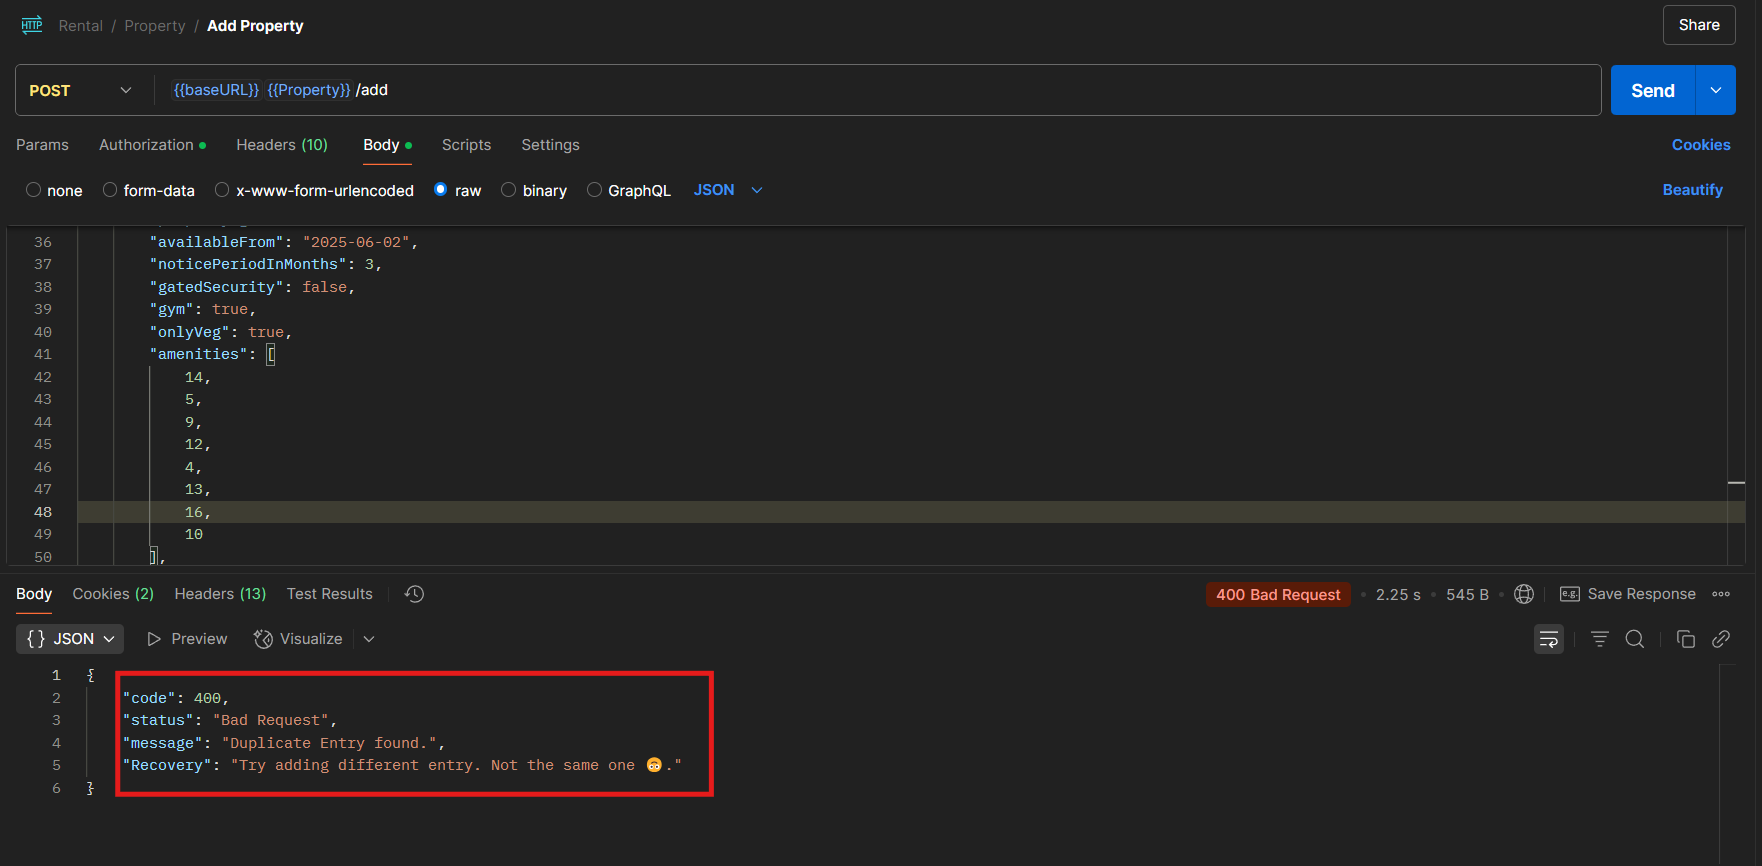 HTTP Rental / Property / Add Property Share
POST {{baseURL}} {{Property}} /add Send
Params Authorization Headers (10) Body Scripts Settings Cookies
none form-data x-www-form-urlencoded raw binary GraphQL JSON Beautify
36 "availableFrom": "2025-06-02",
37 "noticePeriodInMonths": 3,
38 "gatedSecurity": false,
39 "gym": true,
40 "onlyVeg": true,
41 "amenities": [
42 14,
43 5,
44 9,
45 12,
46 4,
47 13,
48 16,
49 10
50 ],
Body Cookies (2) Headers (13) Test Results 400 Bad Request • 2.25 s • 545 B • e.g. Save Response
{} JSON Preview Visualize
1 {
2 "code": 400,
3 "status": "Bad Request",
4 "message": "Duplicate Entry found.",
5 "Recovery": "Try adding different entry. Not the same one 🙃."
6 }